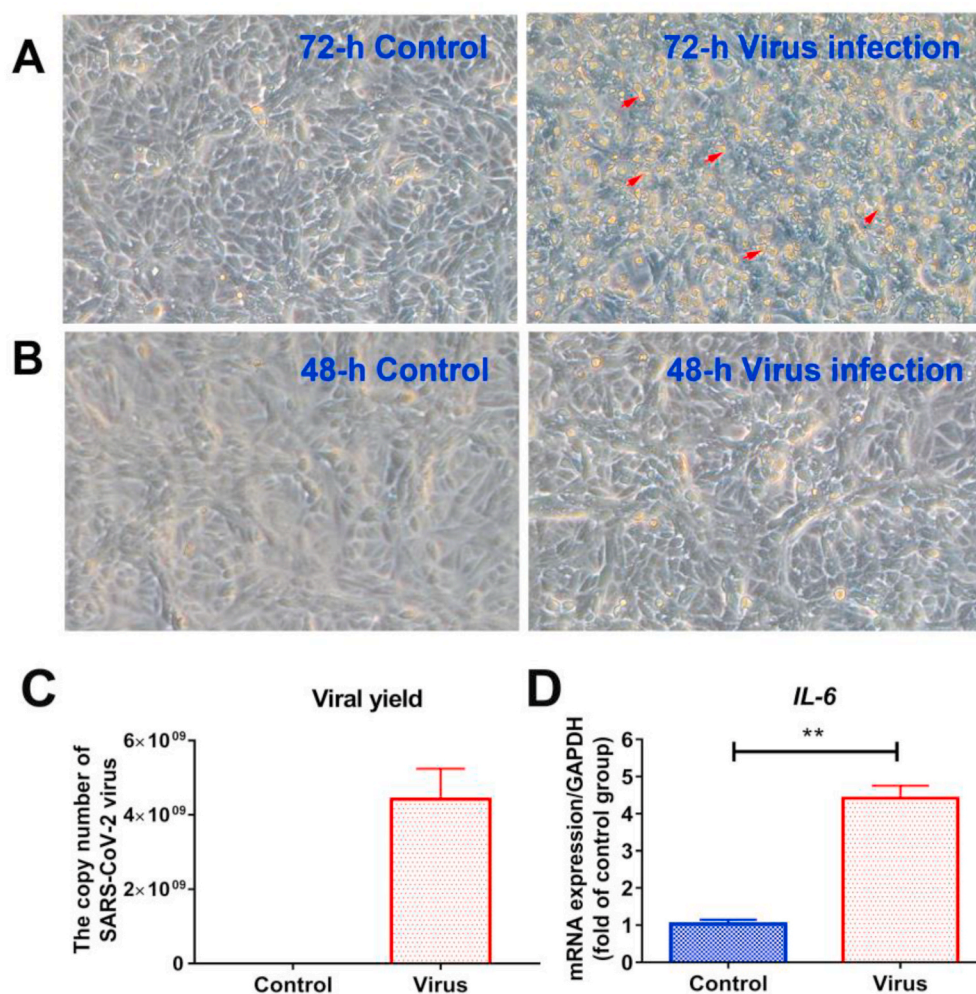 A
72-h Control
72-h Virus infection
B
48-h Control
48-h Virus infection
C
Viral yield
The copy number of
SARS-CoV-2 virus
6×10⁰⁹
4×10⁰⁹
2×10⁰⁹
0
Control
Virus
D
IL-6
**
mRNA expression/GAPDH
(fold of control group)
6
5
4
3
2
1
0
Control
Virus